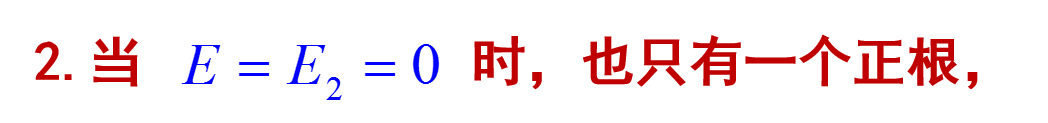 2.当 E = E₂ = 0 时，也只有一个正根，